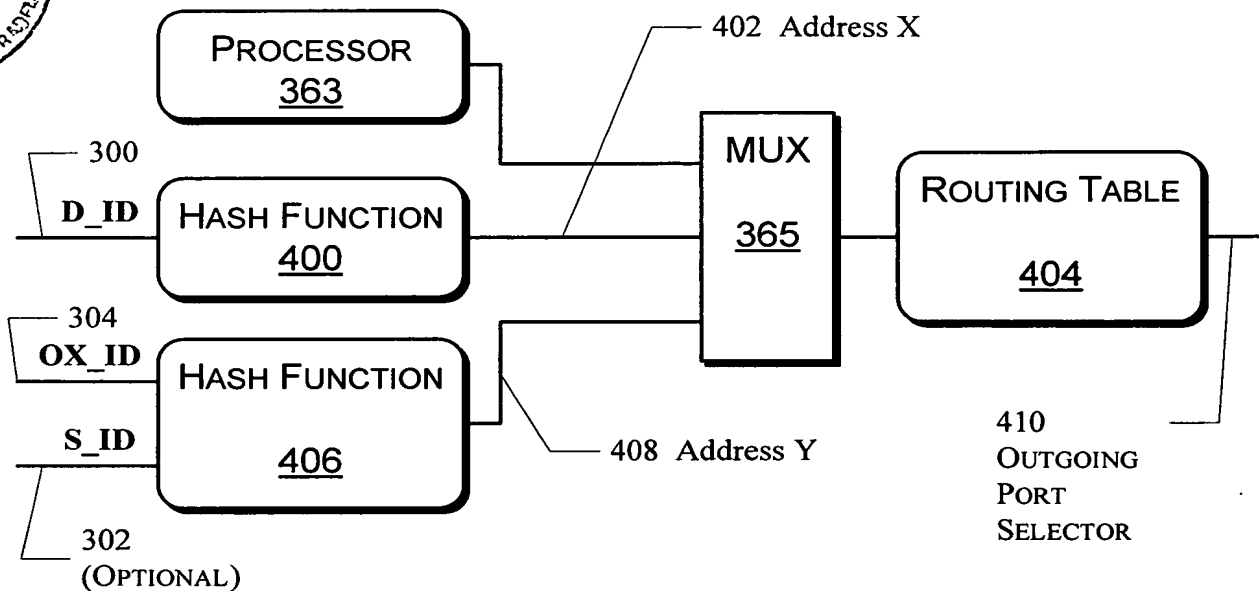 PROCESSOR
363
402 Address X
300
D_ID
HASH FUNCTION
400
MUX
365
ROUTING TABLE
404
304
OX_ID
S_ID
HASH FUNCTION
406
408 Address Y
302
(OPTIONAL)
410
OUTGOING
PORT
SELECTOR